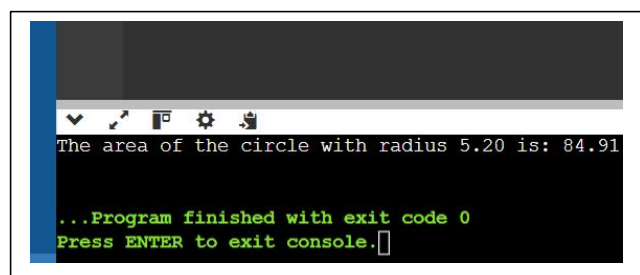 The area of the circle with radius 5.20 is: 84.91
...Program finished with exit code 0
Press ENTER to exit console.